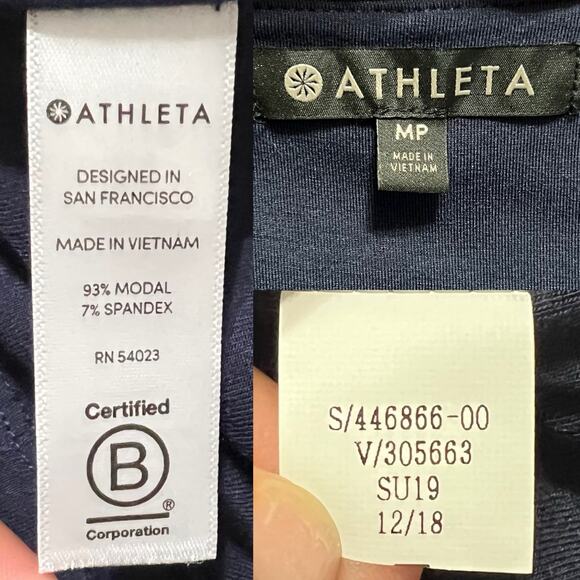 ATHLETA
DESIGNED IN
SAN FRANCISCO
MADE IN VIETNAM
93% MODAL
7% SPANDEX
RN 54023
Certified
B
®
Corporation
ATHLETA
MP
MADE IN
VIETNAM
S/446866-00
V/305663
SU19
12/18